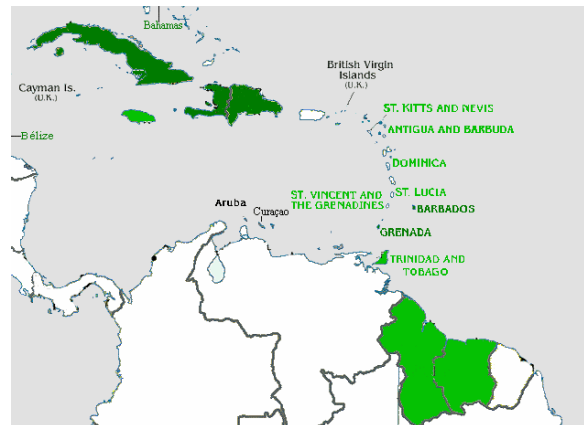 Bahamas
British Virgin
Islands
(U.K.)
Cayman Is.
(U.K.)
ST. KITTS AND NEVIS
ANTIGUA AND BARBUDA
Bélize
DOMINICA
ST. LUCIA
ST. VINCENT AND
THE GRENADINES
Aruba
Curaçao
BARBADOS
GRENADA
TRINIDAD AND
TOBAGO